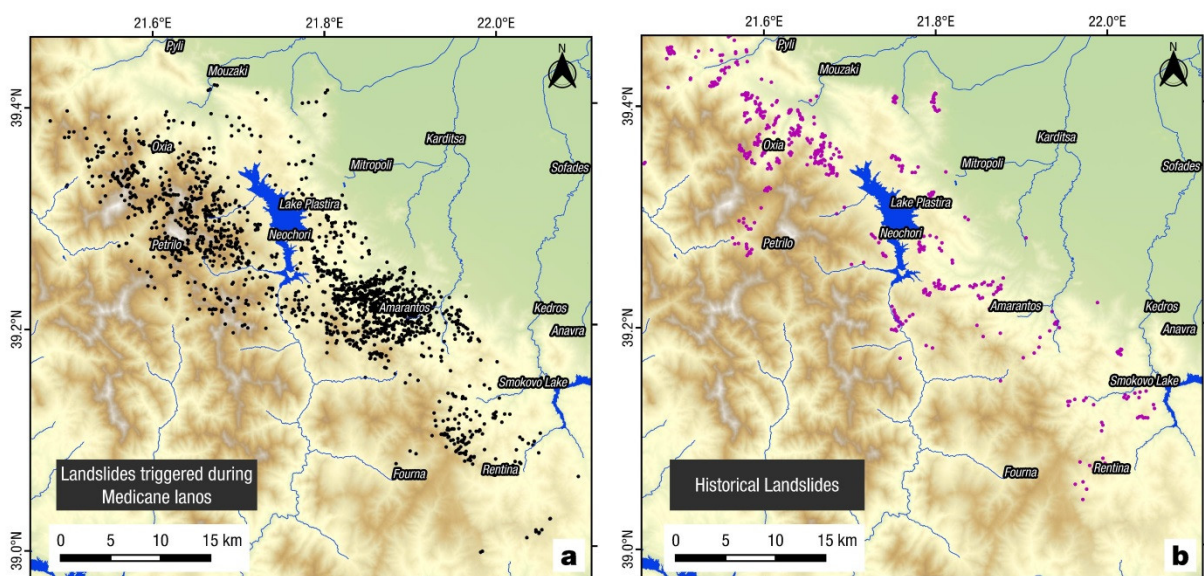 21.6°E
21.8°E
22.0°E
N
Pyli
Mouzaki
39.4°N
Oxia
Karditsa
Mitropoli
Sofades
Lake Plastira
Petrilo
Neochori
Amarantos
Kedros
39.2°N
Anavra
Smokovo Lake
Landslides triggered during
Medicane Ianos
Fourna
Rentina
0 5 10 15 km
39.0°N
a
21.6°E
21.8°E
22.0°E
N
Pyli
Mouzaki
39.4°N
Oxia
Karditsa
Mitropoli
Sofades
Lake Plastira
Petrilo
Neochori
Amarantos
Kedros
39.2°N
Anavra
Smokovo Lake
Historical Landslides
Fourna
Rentina
0 5 10 15 km
39.0°N
b